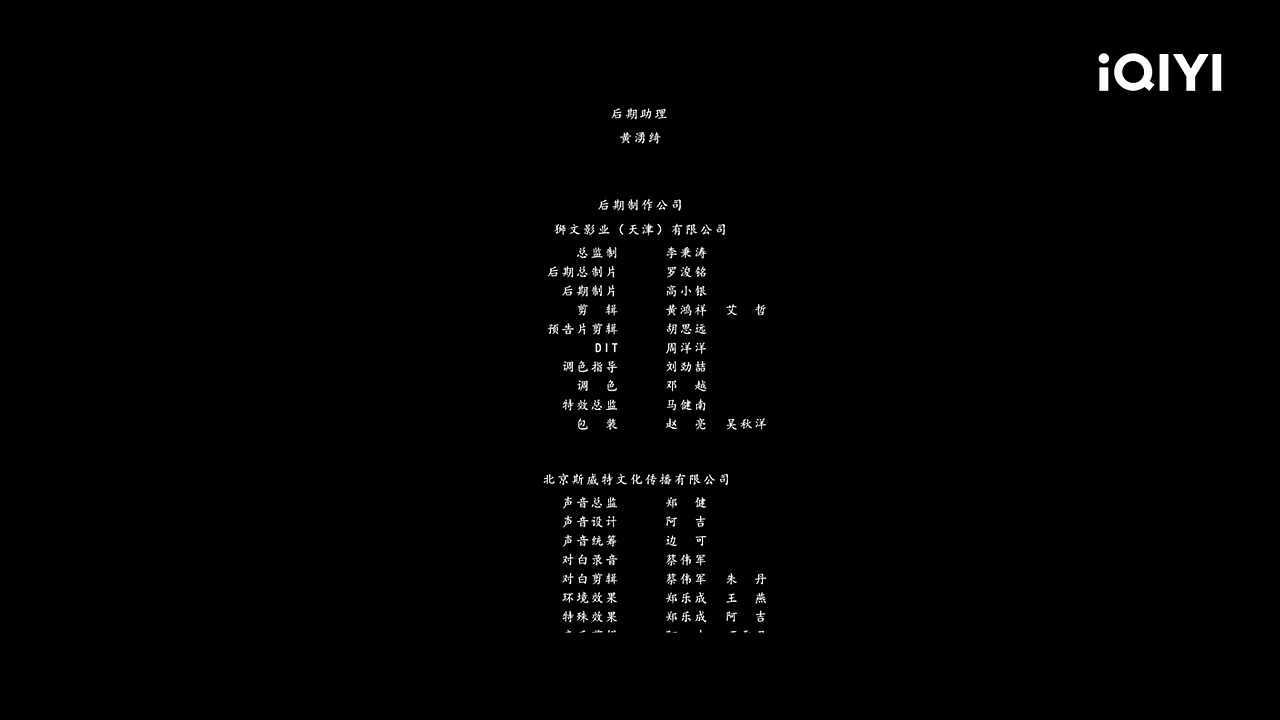 iQIYI
后期助理
黄湧绮
后期制作公司
狮文影业（天津）有限公司
总监制 李秉涛
后期总制片 罗浚铭
后期制片 高小银
剪 辑 黄鸿祥 艾 哲
预告片剪辑 胡思远
DIT 周洋洋
调色指导 刘劲喆
调 色 邓 越
特效总监 马健南
包 装 赵 亮 吴秋洋
北京斯威特文化传播有限公司
声音总监 郑 健
声音设计 阿 吉
声音统筹 边 可
对白录音 蔡伟军
对白剪辑 蔡伟军 朱 丹
环境效果 郑乐成 王 燕
特殊效果 郑乐成 阿 吉